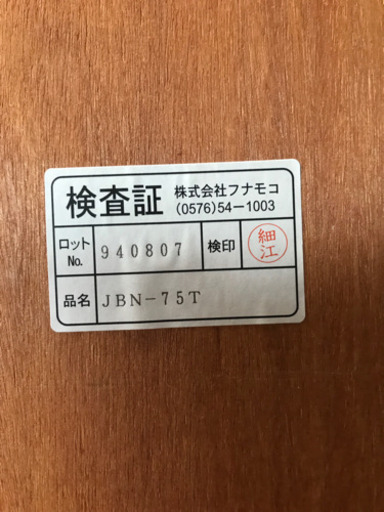 検査証
株式会社フナモコ
(0576)54-1003
ロット No.
940807
検印
細江
品名
JBN-75T